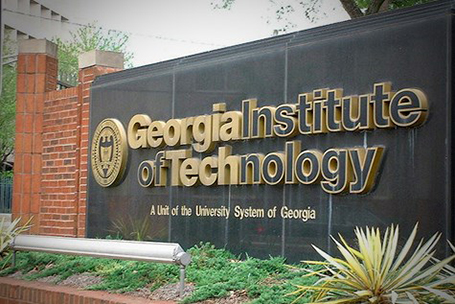 Georgia Institute
of Technology
A Unit of the University System of Georgia